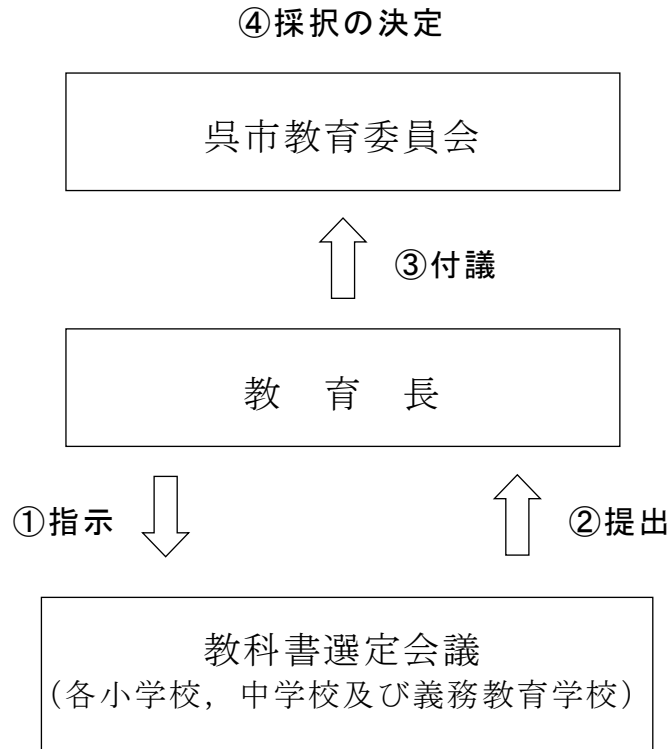 ④採択の決定
呉市教育委員会
③付議
教　育　長
①指示
②提出
教科書選定会議
（各小学校，中学校及び義務教育学校）